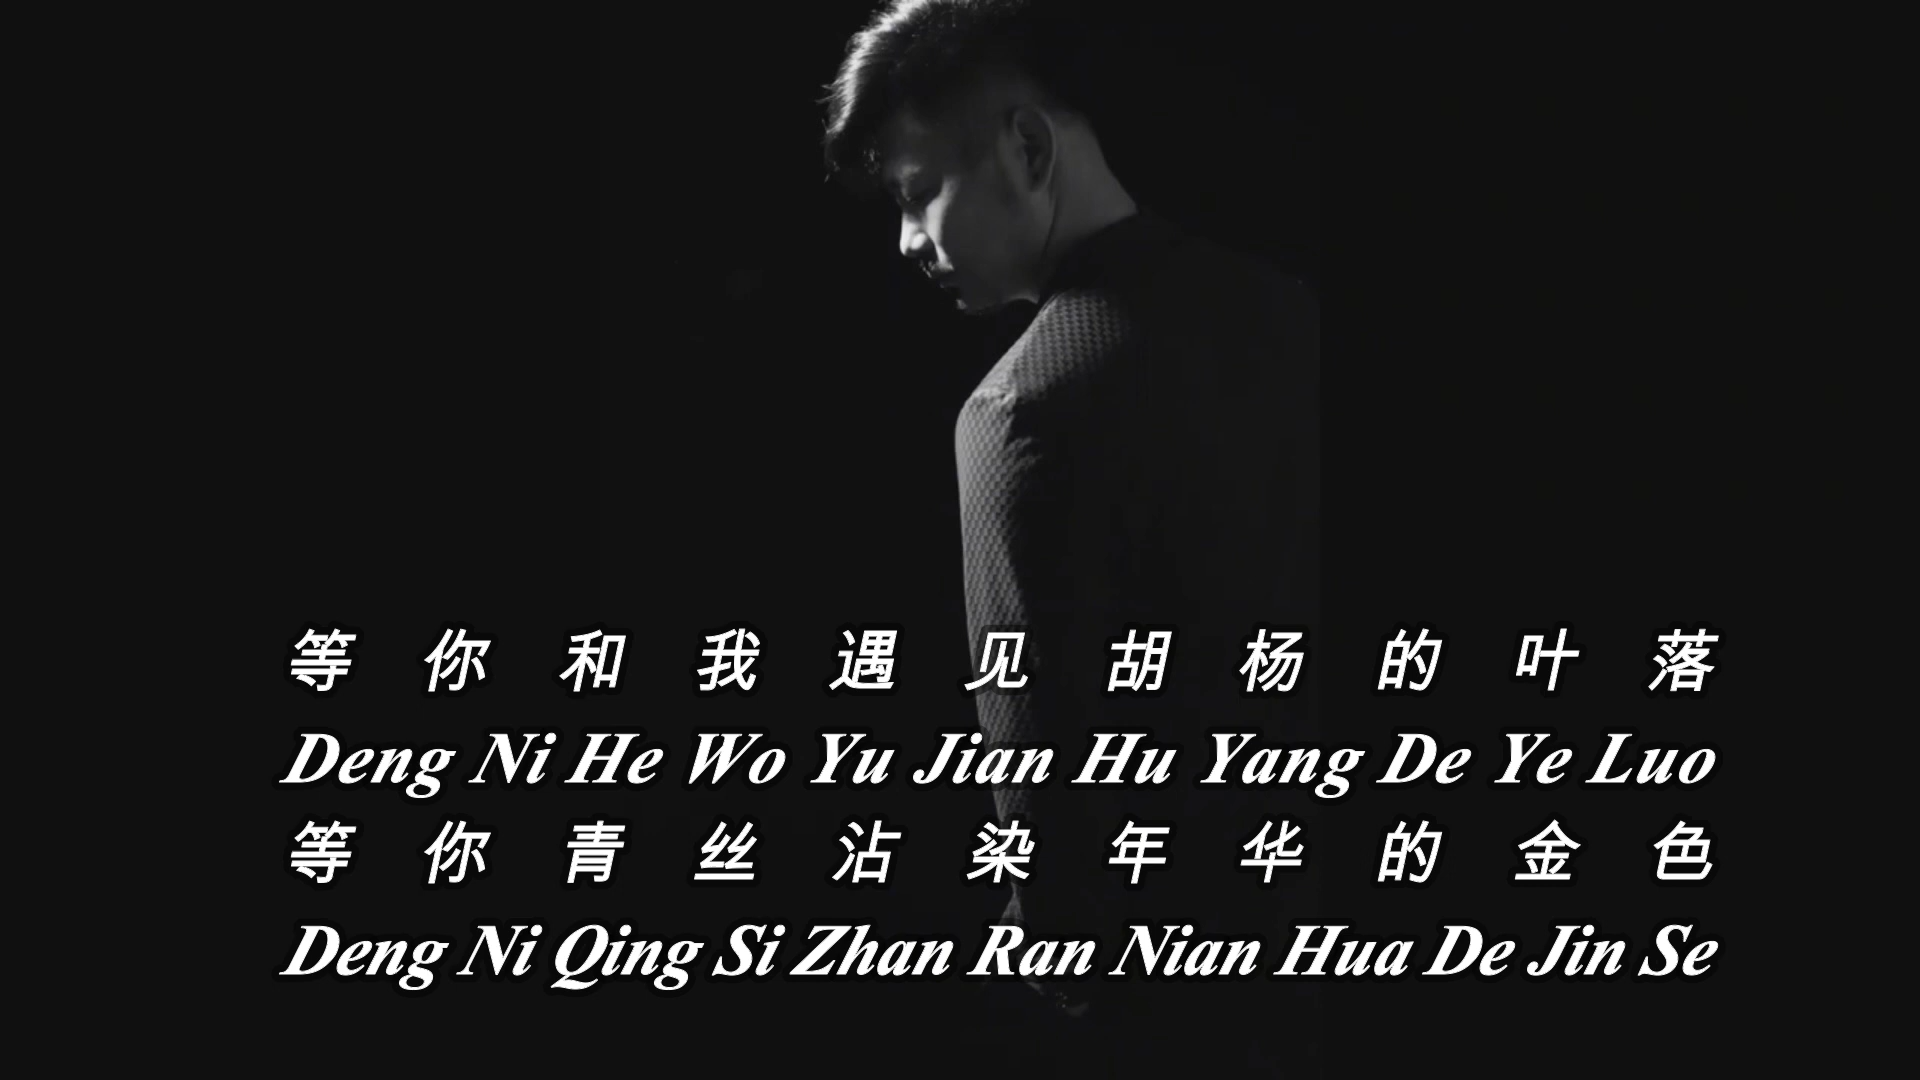 等你和我遇见胡杨的叶落
Deng Ni He Wo Yu Jian Hu Yang De Ye Luo
等你青丝沾染年华的金色
Deng Ni Qing Si Zhan Ran Nian Hua De Jin Se